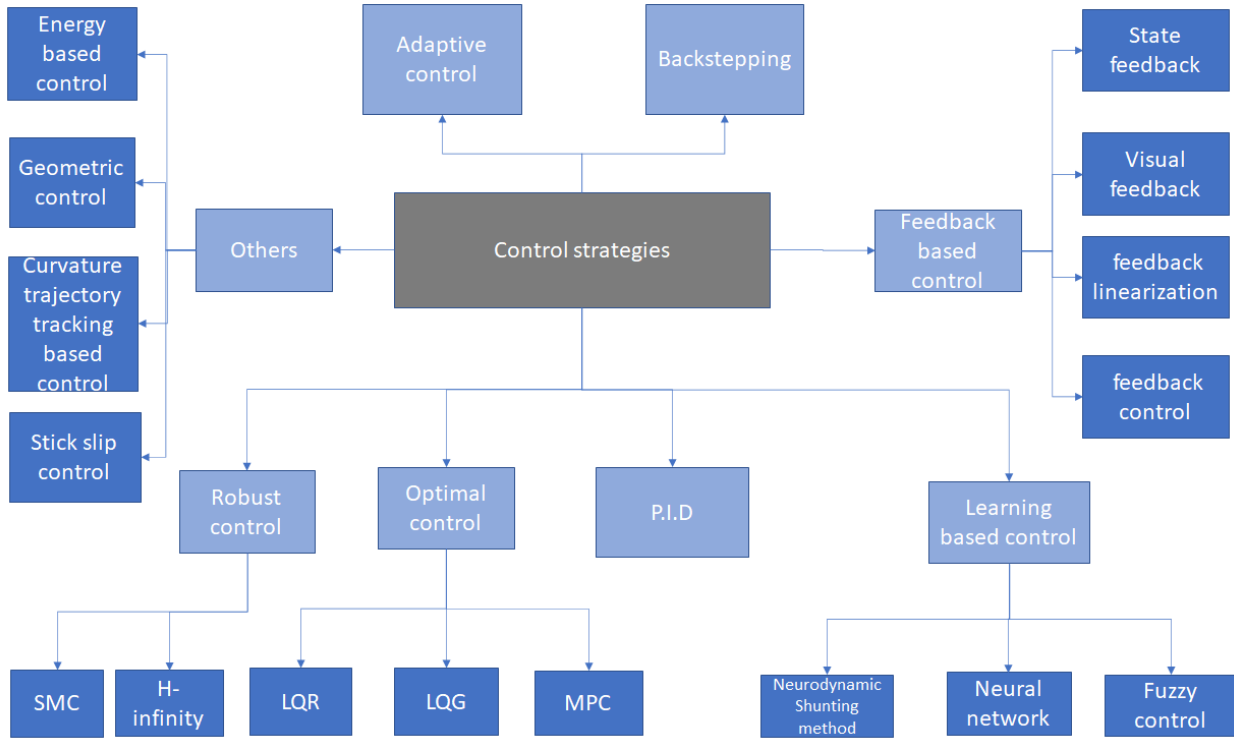 Energy
based
control
Adaptive
control
Backstepping
State
feedback
Geometric
control
Visual
feedback
Others
Control strategies
Feedback
based
control
Curvature
trajectory
tracking
based
control
feedback
linearization
feedback
control
Stick slip
control
Robust
control
Optimal
control
P.I.D
Learning
based control
SMC
H-
infinity
LQR
LQG
MPC
Neurodynamic
Shunting
method
Neural
network
Fuzzy
control